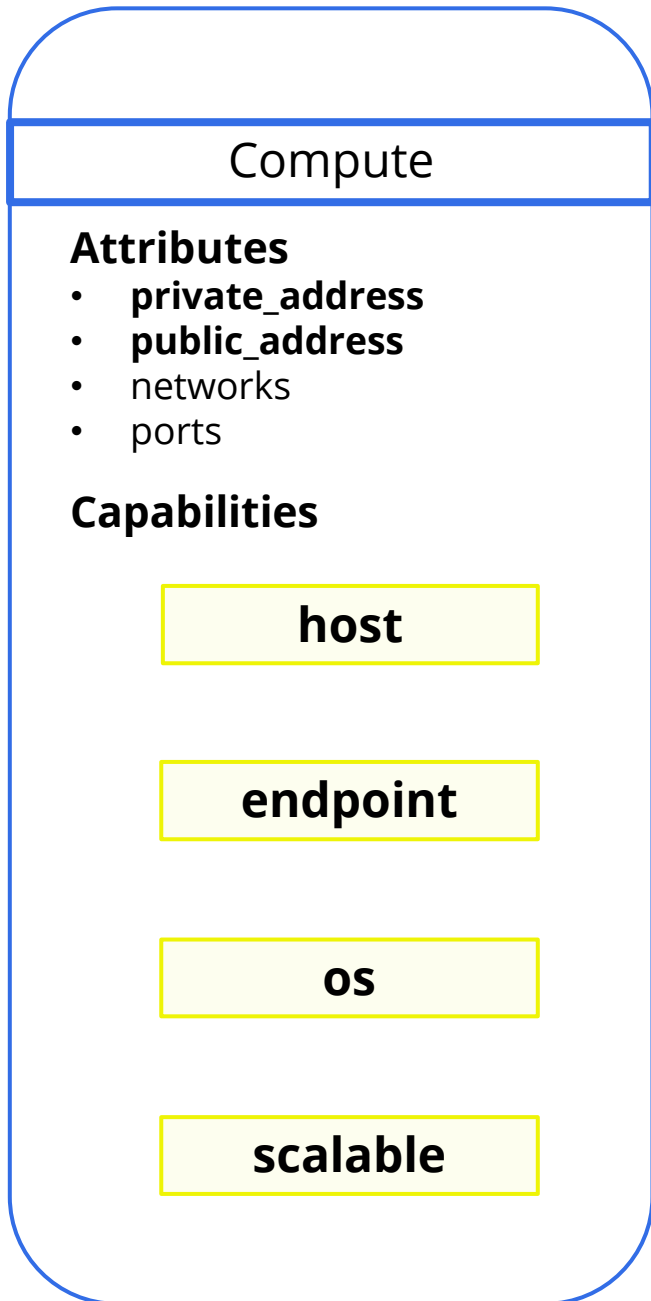 Compute
Attributes
• private_address
• public_address
• networks
• ports
Capabilities
host
endpoint
os
scalable